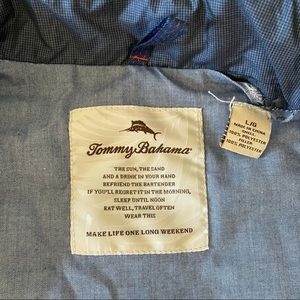 Tommy Bahama
THE SUN, THE SAND
AND A DRINK IN YOUR HAND
BEFRIEND THE BARTENDER
IF YOU'LL REGRET IT IN THE MORNING,
SLEEP UNTIL NOON
EAT WELL, TRAVEL OFTEN
WEAR THIS
MAKE LIFE ONE LONG WEEKEND
L/G
MADE IN CHINA
SHELL
100% POLYESTER
FILLER
100% POLYESTER